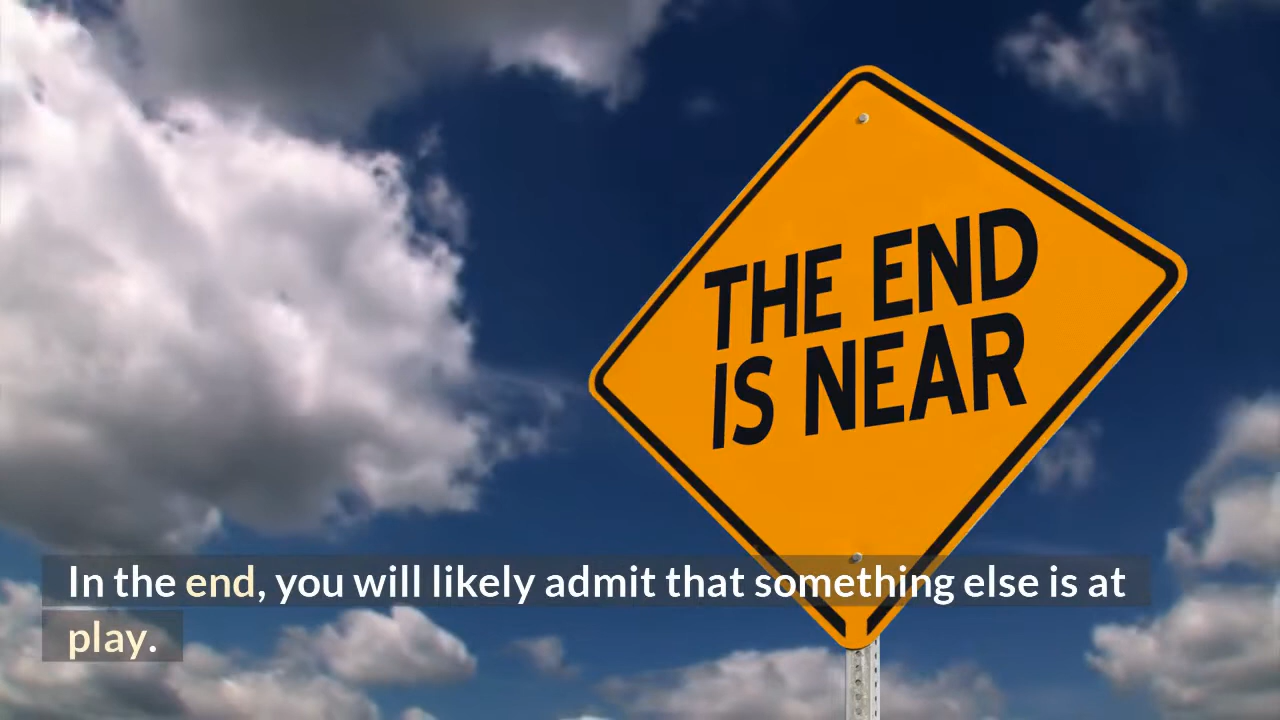 THE END
IS NEAR
In the end, you will likely admit that something else is at
play.